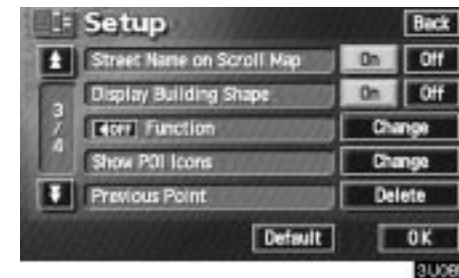 Setup Back
Street Name on Scroll Map On Off
Display Building Shape On Off
3/4
◀OFF Function Change
Show POI Icons Change
Previous Point Delete
Default OK